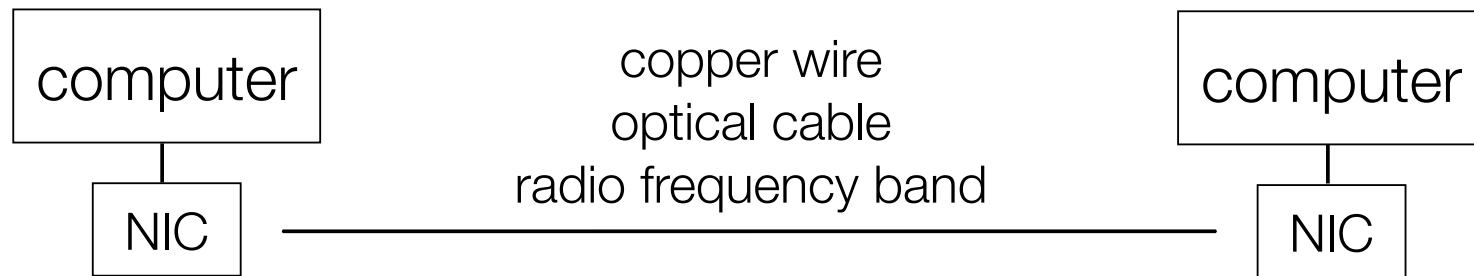 computer
copper wire
optical cable
radio frequency band
computer
NIC
NIC